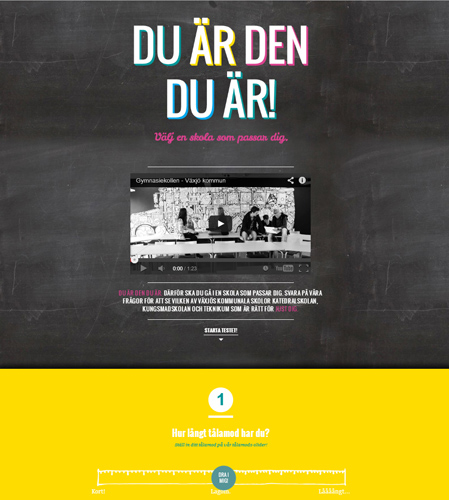 DU ÄR DEN
DU ÄR!
Välj en skola som passar dig.
Gymnasiekollen - Växjö kommun
0:00 / 1:23
YouTube
DU ÄR DEN DU ÄR. DÄRFÖR SKA DU GÅ I EN SKOLA SOM PASSAR DIG. SVARA PÅ VÅRA
FRÅGOR FÖR ATT SE VILKEN AV VÄXJÖS KOMMUNALA SKOLOR KATEDRALSKOLAN,
KUNGSMADSKOLAN OCH TEKNIKUM SOM ÄR RÄTT FÖR JUST DIG.
STARTA TESTET!
1
Hur långt tålamod har du?
DRA I
MIG!
Kort!
Lagom.
Låååångt...